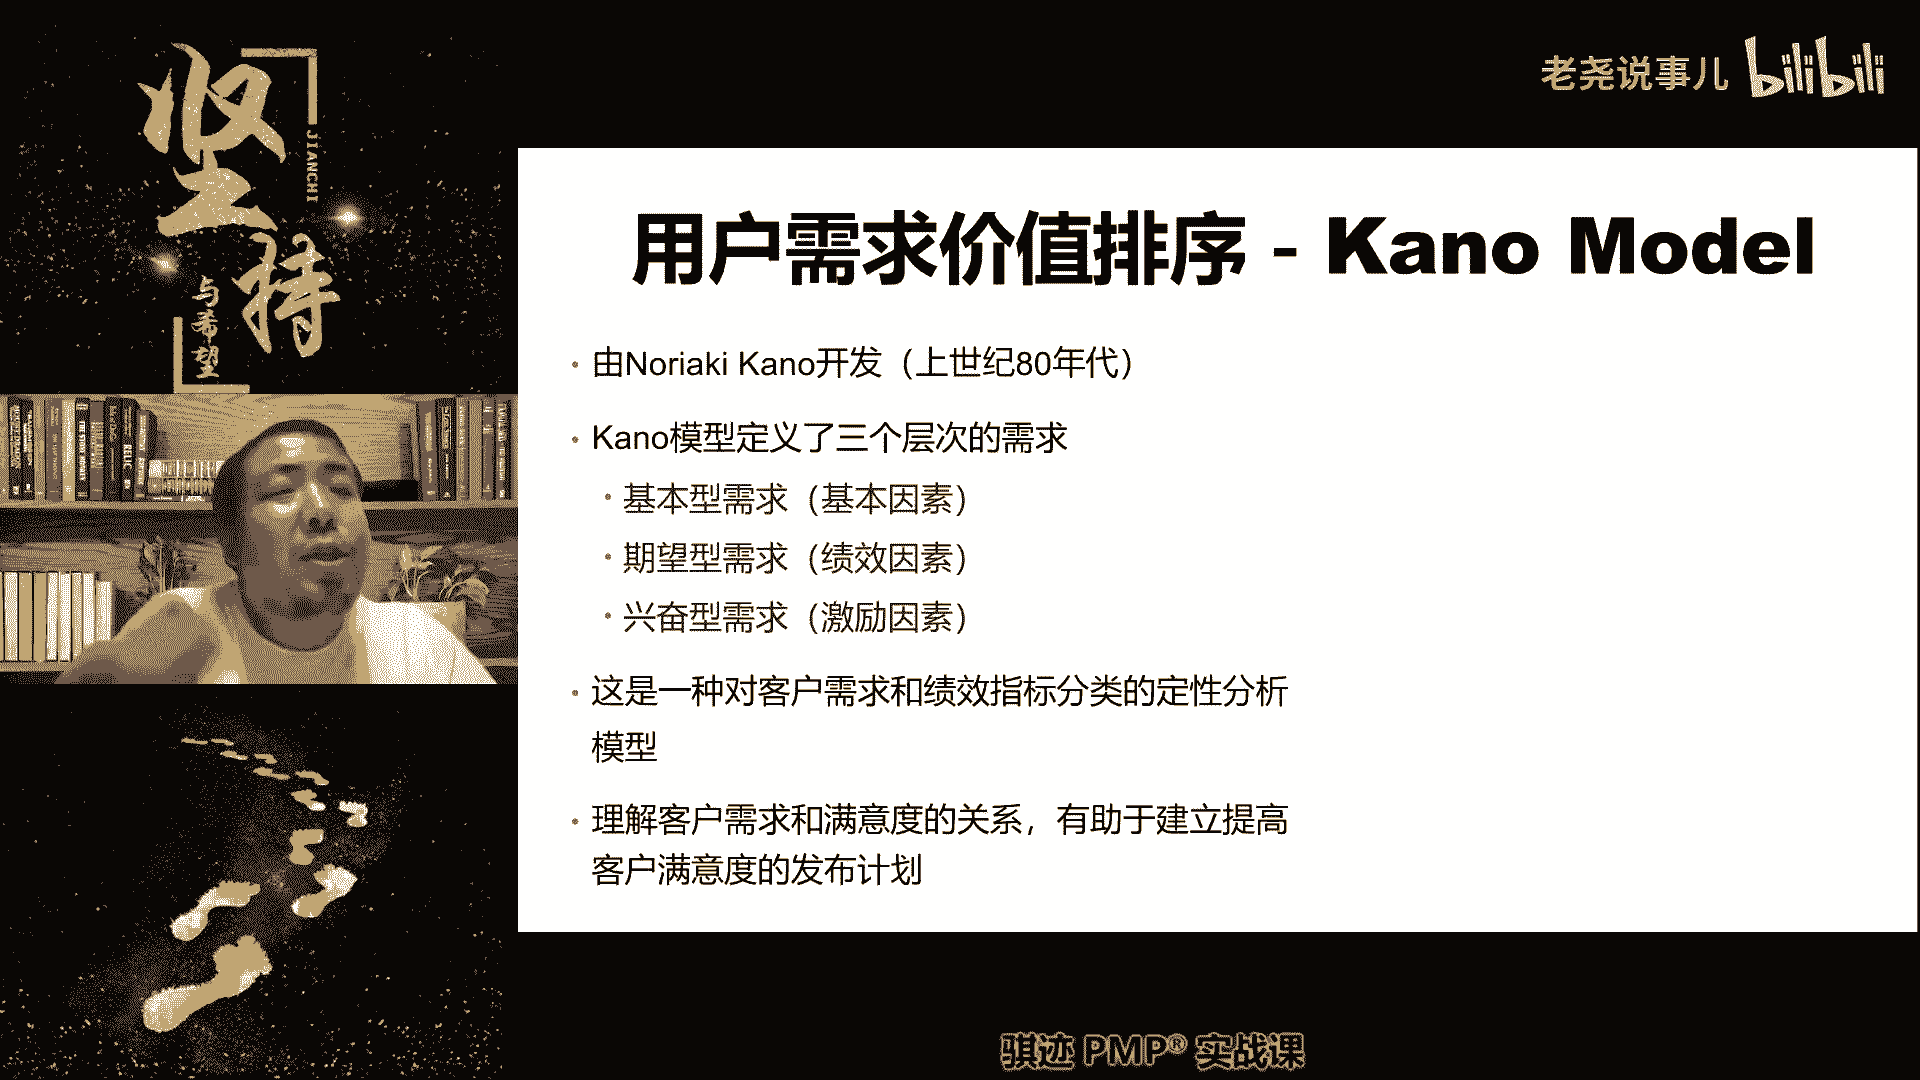 坚持
JIANCHI
与希望
老尧说事儿 bilibili
用户需求价值排序 - Kano Model
• 由Noriaki Kano开发（上世纪80年代）
• Kano模型定义了三个层次的需求
• 基本型需求（基本因素）
• 期望型需求（绩效因素）
• 兴奋型需求（激励因素）
• 这是一种对客户需求和绩效指标分类的定性分析
模型
• 理解客户需求和满意度的关系，有助于建立提高
客户满意度的发布计划
骐迹 PMP® 实战课